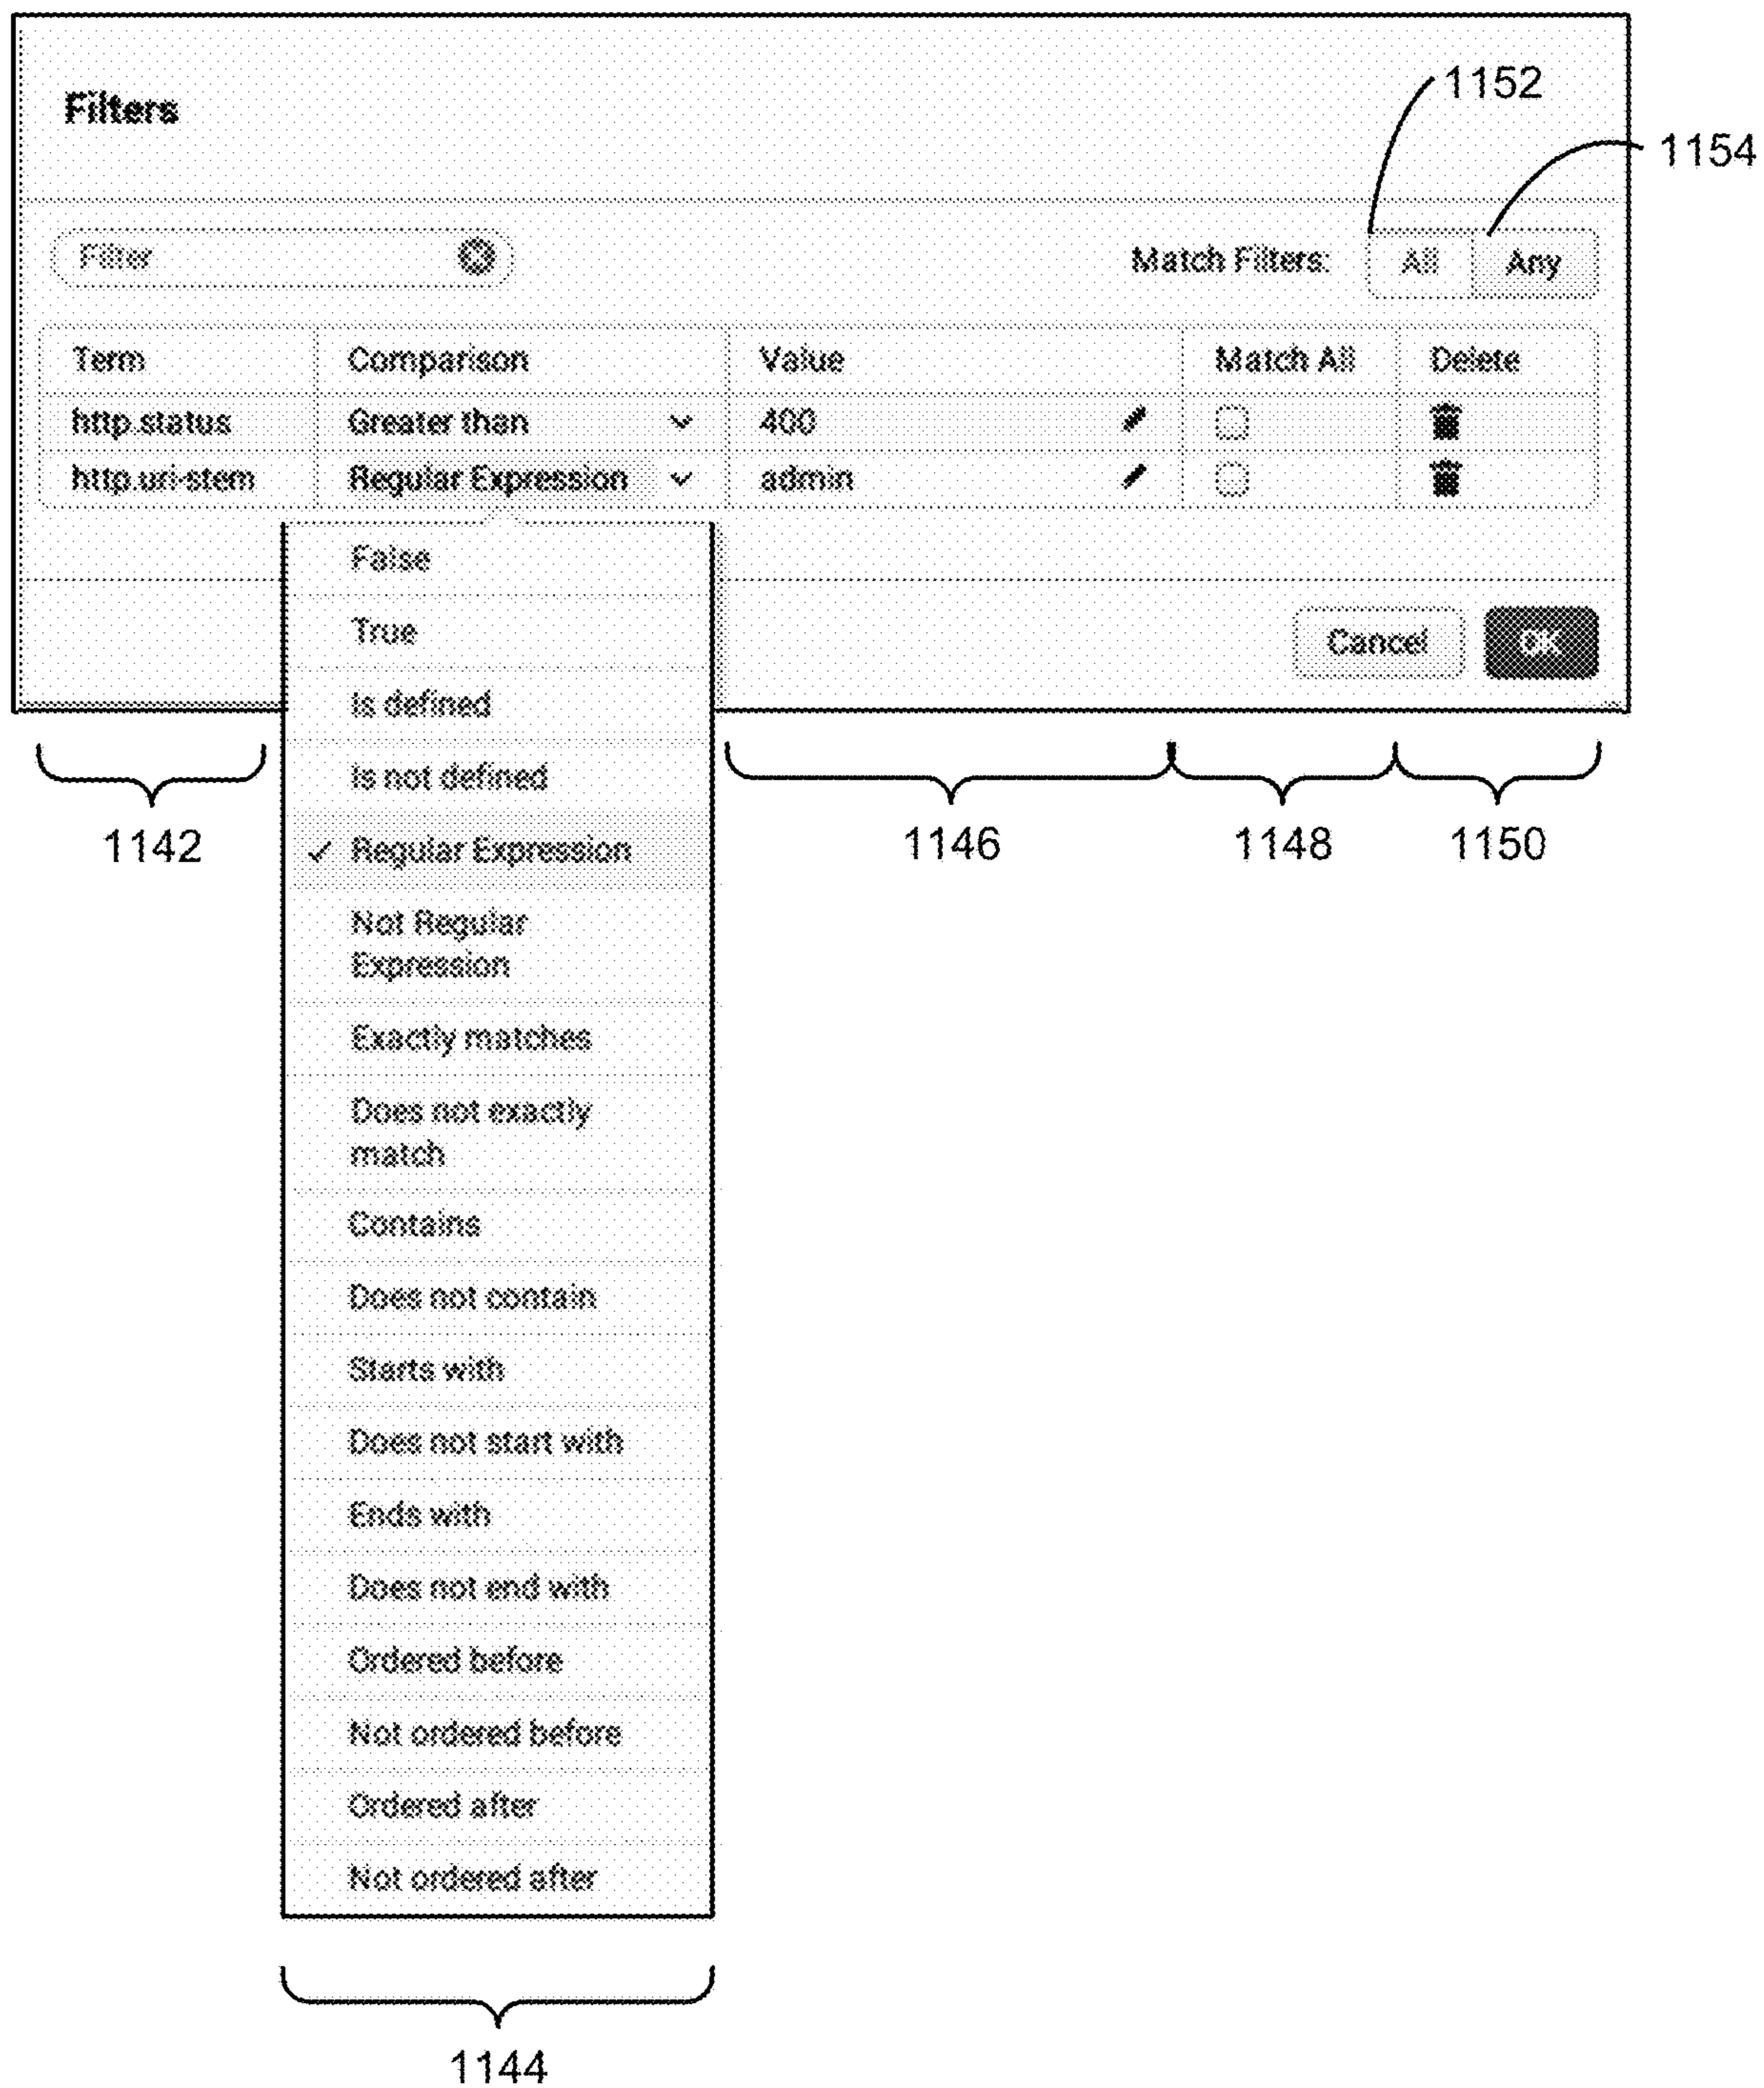 1152
1154
Filters
Filter
Match Filters: All Any
Term Comparison Value Match All Delete
http.status Greater than 400
http.uri-stem Regular Expression admin
False
True
Is defined
Is not defined
Regular Expression
Not Regular
Expression
Exactly matches
Does not exactly
match
Contains
Does not contain
Starts with
Does not start with
Ends with
Does not end with
Ordered before
Not ordered before
Ordered after
Not ordered after
Cancel OK
1142 1146 1148 1150
1144